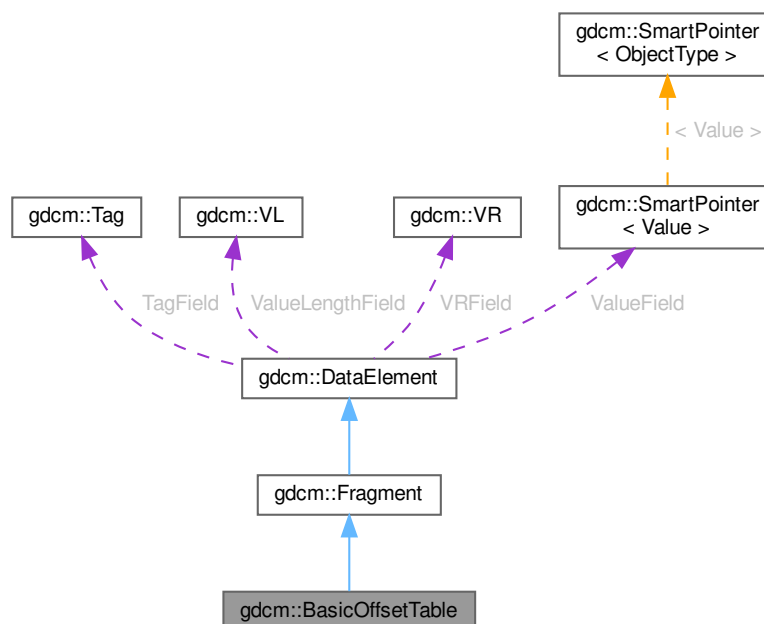 gdcm::SmartPointer
< ObjectType >
< Value >
gdcm::Tag
gdcm::VL
gdcm::VR
gdcm::SmartPointer
< Value >
TagField
ValueLengthField
VRField
ValueField
gdcm::DataElement
gdcm::Fragment
gdcm::BasicOffsetTable